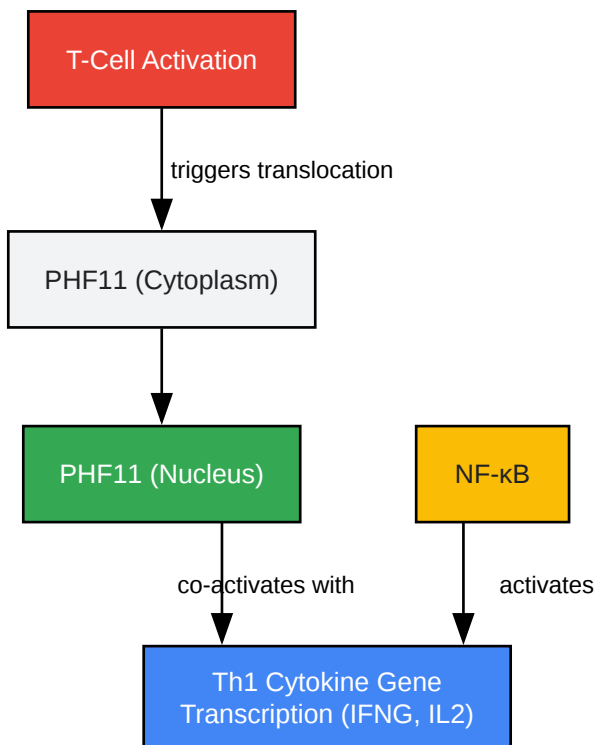 T-Cell Activation
triggers translocation
PHF11 (Cytoplasm)
PHF11 (Nucleus)
NF-κB
co-activates with
activates
Th1 Cytokine Gene
Transcription (IFNG, IL2)